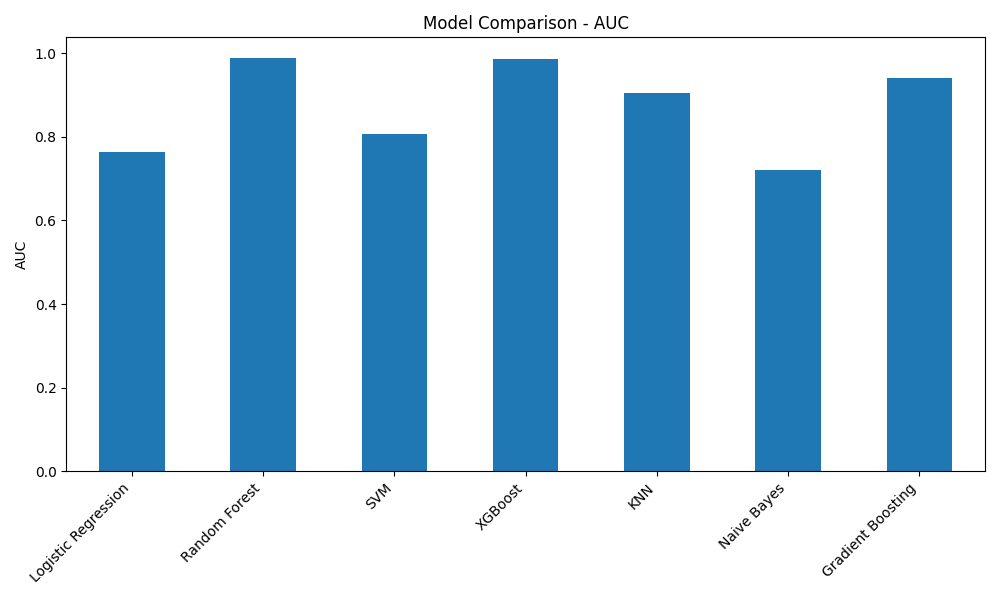 Model Comparison - AUC
AUC
1.0
0.8
0.6
0.4
0.2
0.0
Logistic Regression
Random Forest
SVM
XGBoost
KNN
Naive Bayes
Gradient Boosting